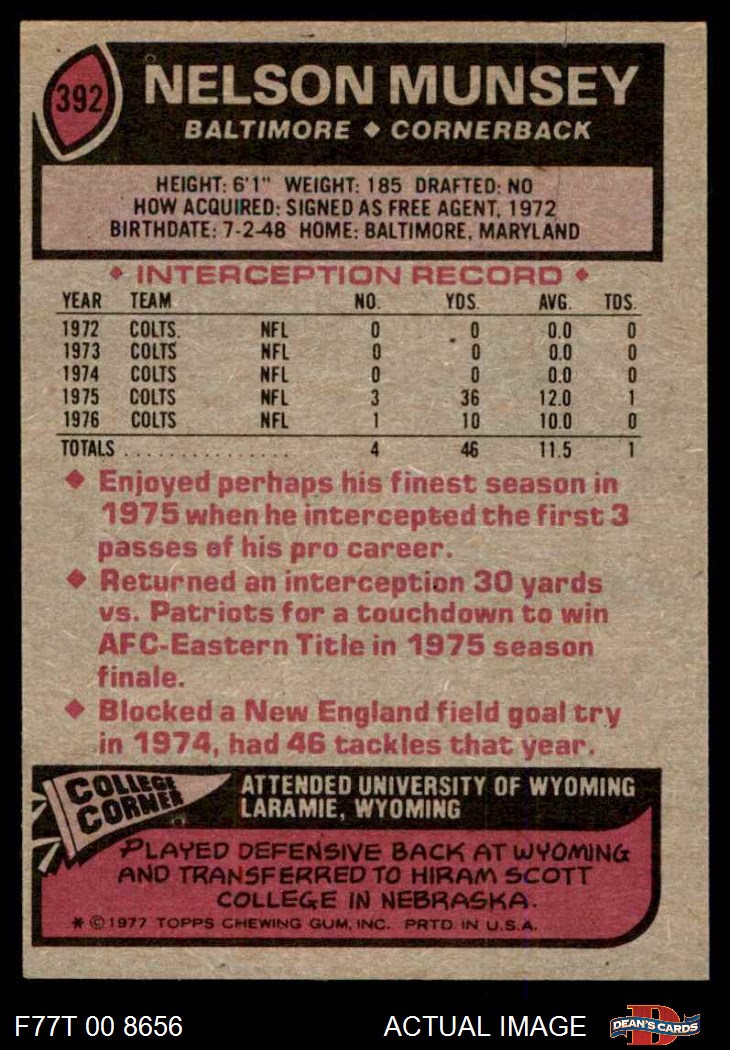 392
NELSON MUNSEY
BALTIMORE ◆ CORNERBACK
HEIGHT: 6'1" WEIGHT: 185 DRAFTED: NO
HOW ACQUIRED: SIGNED AS FREE AGENT, 1972
BIRTHDATE: 7-2-48 HOME: BALTIMORE, MARYLAND
◆ INTERCEPTION RECORD ◆
YEAR TEAM NO. YDS. AVG. TDS.
1972 COLTS. NFL 0 0 0.0 0
1973 COLTS NFL 0 0 0.0 0
1974 COLTS NFL 0 0 0.0 0
1975 COLTS NFL 3 36 12.0 1
1976 COLTS NFL 1 10 10.0 0
TOTALS . . . . . . . . . . . . . . . 4 46 11.5 1
◆ Enjoyed perhaps his finest season in
1975 when he intercepted the first 3
passes of his pro career.
◆ Returned an interception 30 yards
vs. Patriots for a touchdown to win
AFC-Eastern Title in 1975 season
finale.
◆ Blocked a New England field goal try
in 1974, had 46 tackles that year.
COLLEGE
CORNER
ATTENDED UNIVERSITY OF WYOMING
LARAMIE, WYOMING
PLAYED DEFENSIVE BACK AT WYOMING
AND TRANSFERRED TO HIRAM SCOTT
COLLEGE IN NEBRASKA.
* © 1977 TOPPS CHEWING GUM, INC. PRTD. IN U.S.A.
F77T 00 8656 ACTUAL IMAGE
D
DEAN'S CARDS